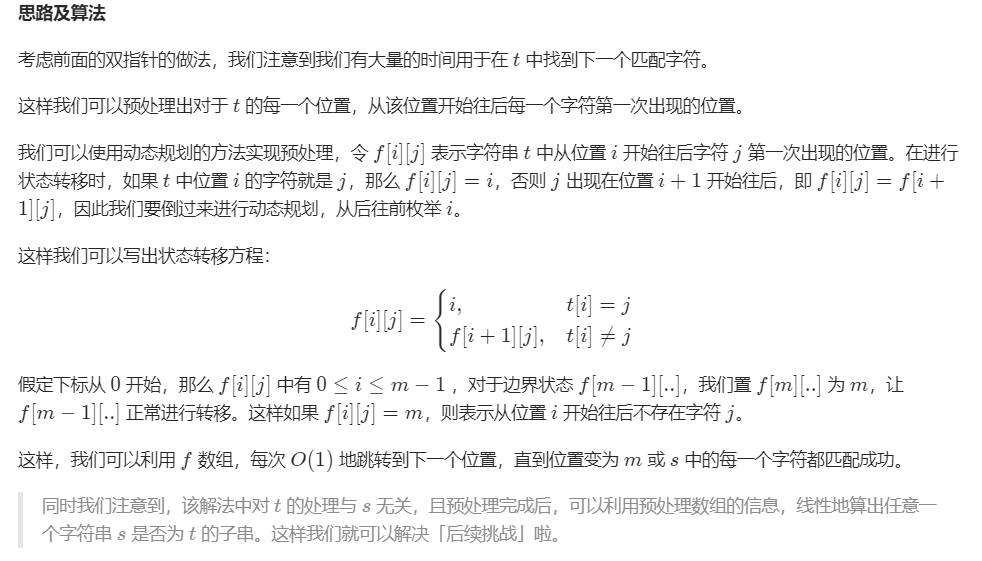 思路及算法
考虑前面的双指针的做法，我们注意到我们有大量的时间用于在 t 中找到下一个匹配字符。
这样我们可以预处理出对于 t 的每一个位置，从该位置开始往后每一个字符第一次出现的位置。
我们可以使用动态规划的方法实现预处理，令 f[i][j] 表示字符串 t 中从位置 i 开始往后字符 j 第一次出现的位置。在进行
状态转移时，如果 t 中位置 i 的字符就是 j，那么 f[i][j] = i，否则 j 出现在位置 i + 1 开始往后，即 f[i][j] = f[i +
1][j]，因此我们要倒过来进行动态规划，从后往前枚举 i。
这样我们可以写出状态转移方程：
f[i][j] = { i, t[i] = j
f[i + 1][j], t[i] ≠ j
假定下标从 0 开始，那么 f[i][j] 中有 0 ≤ i ≤ m − 1 ，对于边界状态 f[m − 1][..]，我们置 f[m][..] 为 m，让
f[m − 1][..] 正常进行转移。这样如果 f[i][j] = m，则表示从位置 i 开始往后不存在字符 j。
这样，我们可以利用 f 数组，每次 O(1) 地跳转到下一个位置，直到位置变为 m 或 s 中的每一个字符都匹配成功。
同时我们注意到，该解法中对 t 的处理与 s 无关，且预处理完成后，可以利用预处理数组的信息，线性地算出任意一
个字符串 s 是否为 t 的子串。这样我们就可以解决「后续挑战」啦。